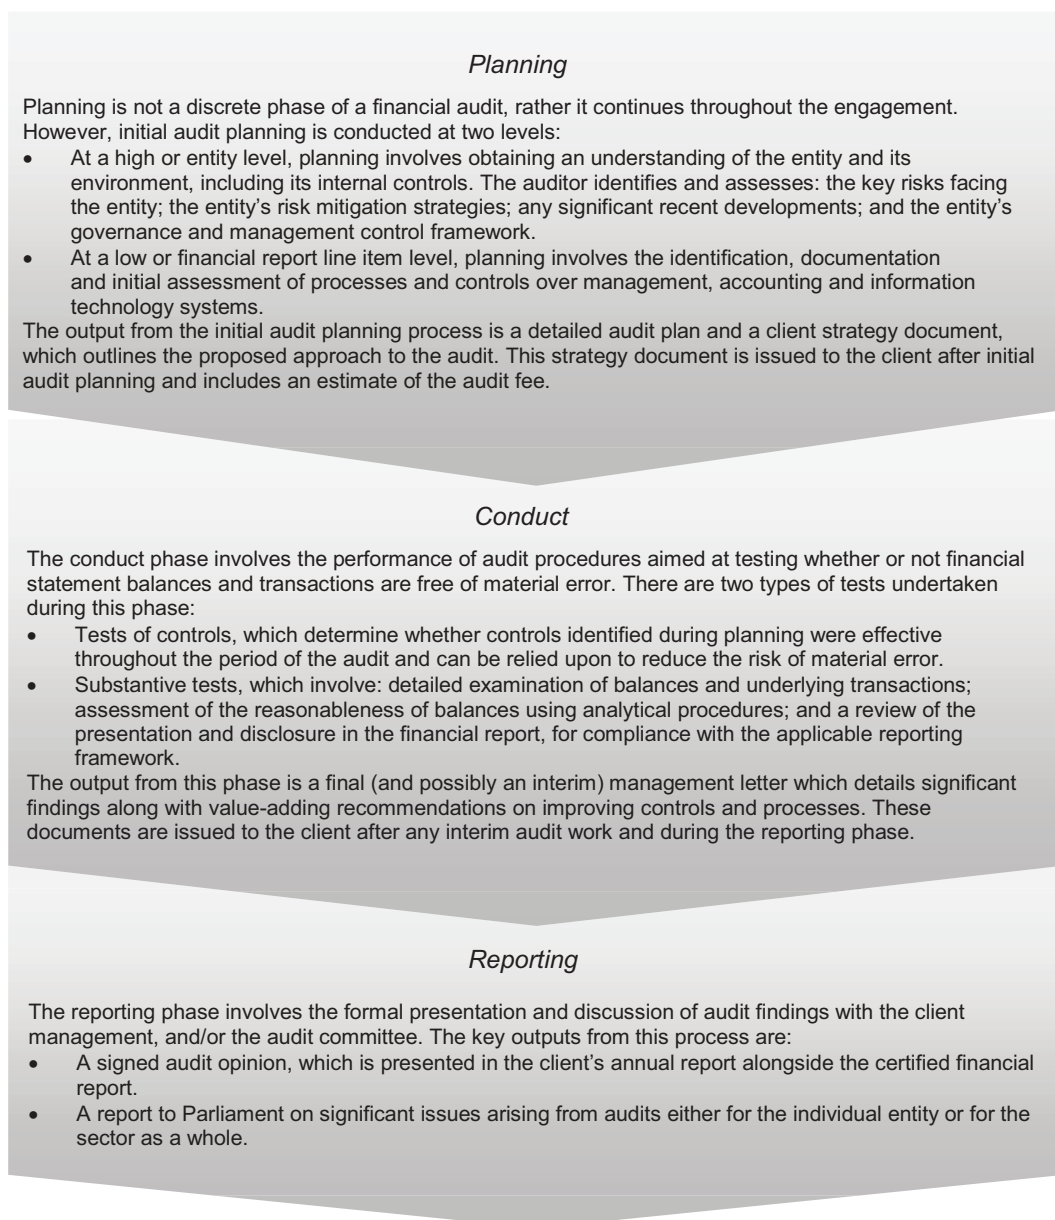 Planning
Planning is not a discrete phase of a financial audit, rather it continues throughout the engagement.
However, initial audit planning is conducted at two levels:
• At a high or entity level, planning involves obtaining an understanding of the entity and its
environment, including its internal controls. The auditor identifies and assesses: the key risks facing
the entity; the entity’s risk mitigation strategies; any significant recent developments; and the entity’s
governance and management control framework.
• At a low or financial report line item level, planning involves the identification, documentation
and initial assessment of processes and controls over management, accounting and information
technology systems.
The output from the initial audit planning process is a detailed audit plan and a client strategy document,
which outlines the proposed approach to the audit. This strategy document is issued to the client after initial
audit planning and includes an estimate of the audit fee.
Conduct
The conduct phase involves the performance of audit procedures aimed at testing whether or not financial
statement balances and transactions are free of material error. There are two types of tests undertaken
during this phase:
• Tests of controls, which determine whether controls identified during planning were effective
throughout the period of the audit and can be relied upon to reduce the risk of material error.
• Substantive tests, which involve: detailed examination of balances and underlying transactions;
assessment of the reasonableness of balances using analytical procedures; and a review of the
presentation and disclosure in the financial report, for compliance with the applicable reporting
framework.
The output from this phase is a final (and possibly an interim) management letter which details significant
findings along with value-adding recommendations on improving controls and processes. These
documents are issued to the client after any interim audit work and during the reporting phase.
Reporting
The reporting phase involves the formal presentation and discussion of audit findings with the client
management, and/or the audit committee. The key outputs from this process are:
• A signed audit opinion, which is presented in the client’s annual report alongside the certified financial
report.
• A report to Parliament on significant issues arising from audits either for the individual entity or for the
sector as a whole.